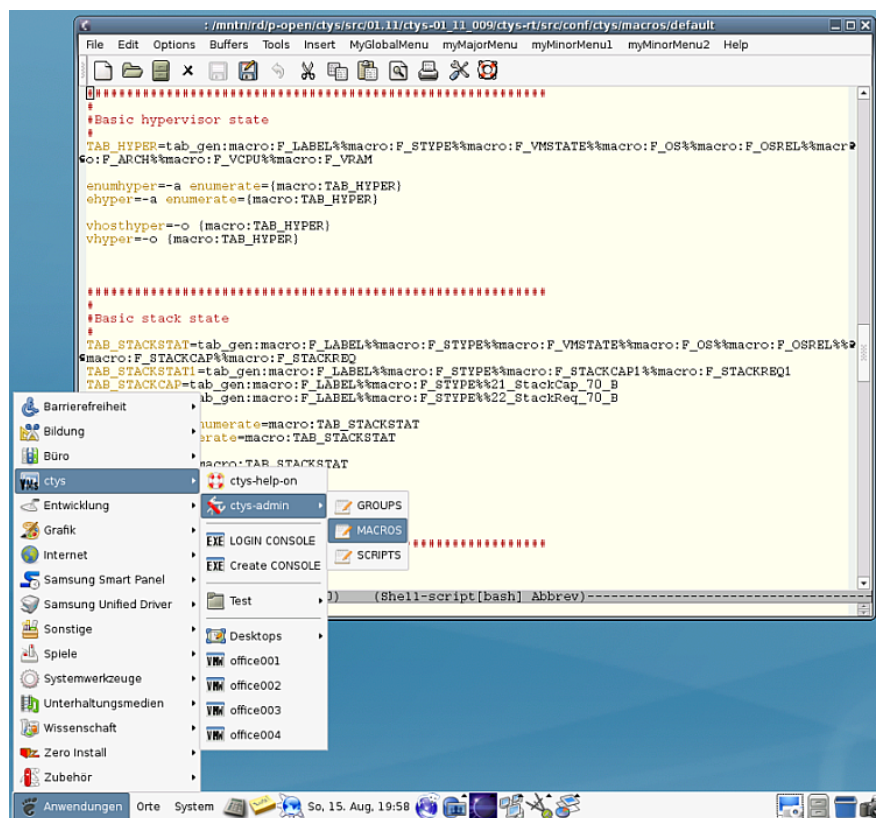 : /mntn/rd/p-open/ctys/src/01.11/ctys-01_11_009/ctys-rt/src/conf/ctys/macros/default
File Edit Options Buffers Tools Insert MyGlobalMenu myMajorMenu myMinorMenu1 myMinorMenu2 Help
##########################################################
#
#Basic hypervisor state
#
TAB_HYPER=tab_gen:macro:F_LABEL%%macro:F_STYPE%%macro:F_VMSTATE%%macro:F_OS%%macro:F_OSREL%%macr
o:F_ARCH%%macro:F_VCPU%%macro:F_VRAM
enumhyper=-a enumerate={macro:TAB_HYPER}
ehyper=-a enumerate={macro:TAB_HYPER}
vhosthyper=-o {macro:TAB_HYPER}
vhyper=-o {macro:TAB_HYPER}
##########################################################
#
#Basic stack state
#
TAB_STACKSTAT=tab_gen:macro:F_LABEL%%macro:F_STYPE%%macro:F_VMSTATE%%macro:F_OS%%macro:F_OSREL%%
macro:F_STACKCAP%%macro:F_STACKREQ
TAB_STACKSTAT1=tab_gen:macro:F_LABEL%%macro:F_STYPE%%macro:F_STACKCAP1%%macro:F_STACKREQ1
TAB_STACKCAP=tab_gen:macro:F_LABEL%%macro:F_STYPE%%21_StackCap_70_B
ab_gen:macro:F_LABEL%%macro:F_STYPE%%22_StackReq_70_B
numerate=macro:TAB_STACKSTAT
erate=macro:TAB_STACKSTAT
macro:TAB_STACKSTAT
#################
) (Shell-script[bash] Abbrev)--------------------------------
Barrierefreiheit
Bildung
Büro
ctys
Entwicklung
Grafik
Internet
Samsung Smart Panel
Samsung Unified Driver
Sonstige
Spiele
Systemwerkzeuge
Unterhaltungsmedien
Wissenschaft
Zero Install
Zubehör
ctys-help-on
ctys-admin
EXE LOGIN CONSOLE
EXE Create CONSOLE
Test
Desktops
office001
office002
office003
office004
GROUPS
MACROS
SCRIPTS
Anwendungen Orte System So, 15. Aug, 19:58